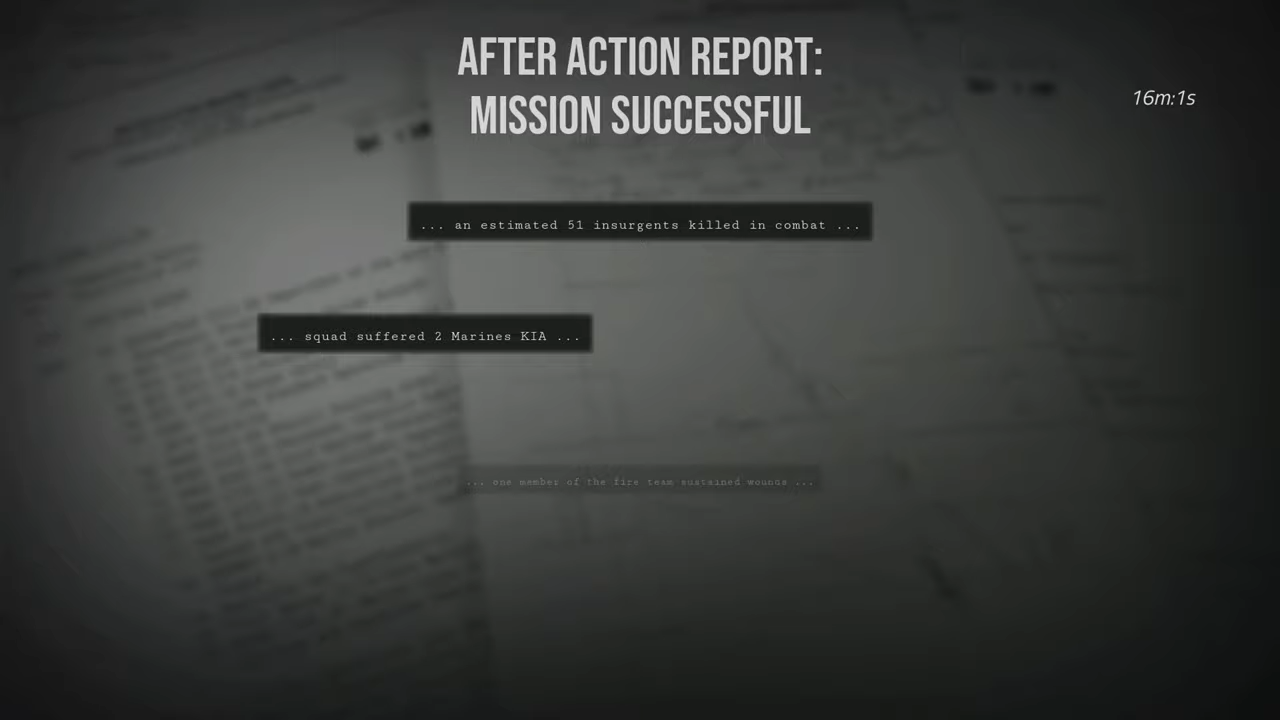 AFTER ACTION REPORT:
MISSION SUCCESSFUL
16m:1s
... an estimated 51 insurgents killed in combat ...
... squad suffered 2 Marines KIA ...
... one member of the fire team sustained wounds ...